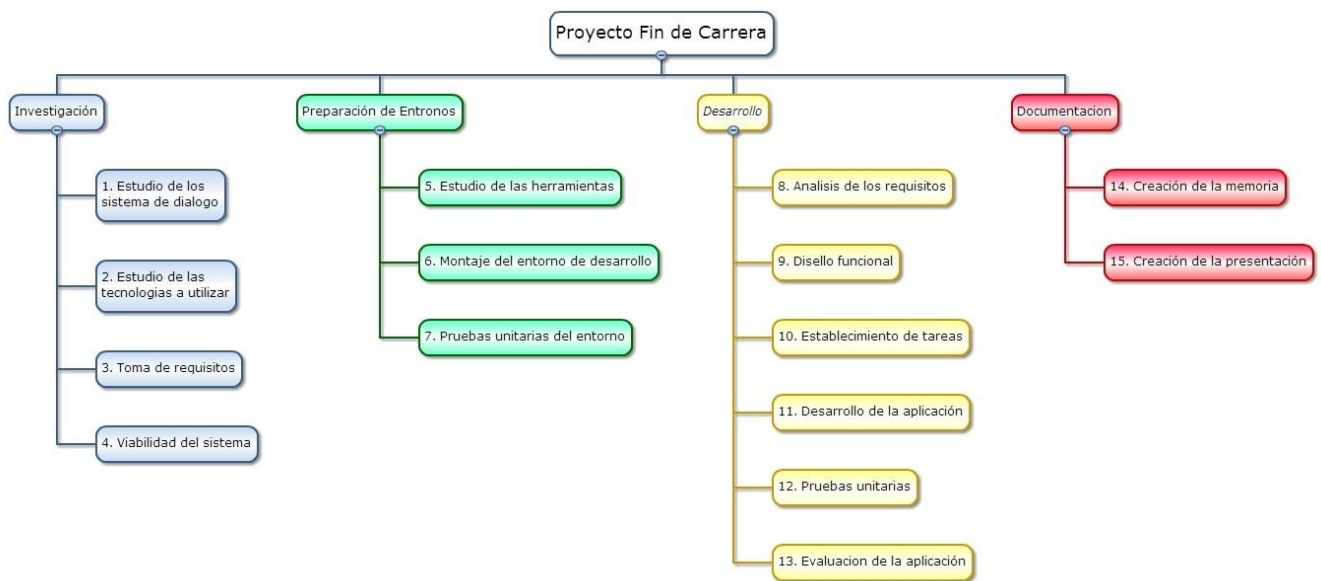 Proyecto Fin de Carrera
Investigación
Preparación de Entronos
Desarrollo
Documentacion
1. Estudio de los
sistema de dialogo
2. Estudio de las
tecnologias a utilizar
3. Toma de requisitos
4. Viabilidad del sistema
5. Estudio de las herramientas
6. Montaje del entorno de desarrollo
7. Pruebas unitarias del entorno
8. Analisis de los requisitos
9. Disello funcional
10. Establecimiento de tareas
11. Desarrollo de la aplicación
12. Pruebas unitarias
13. Evaluacion de la aplicación
14. Creación de la memoria
15. Creación de la presentación